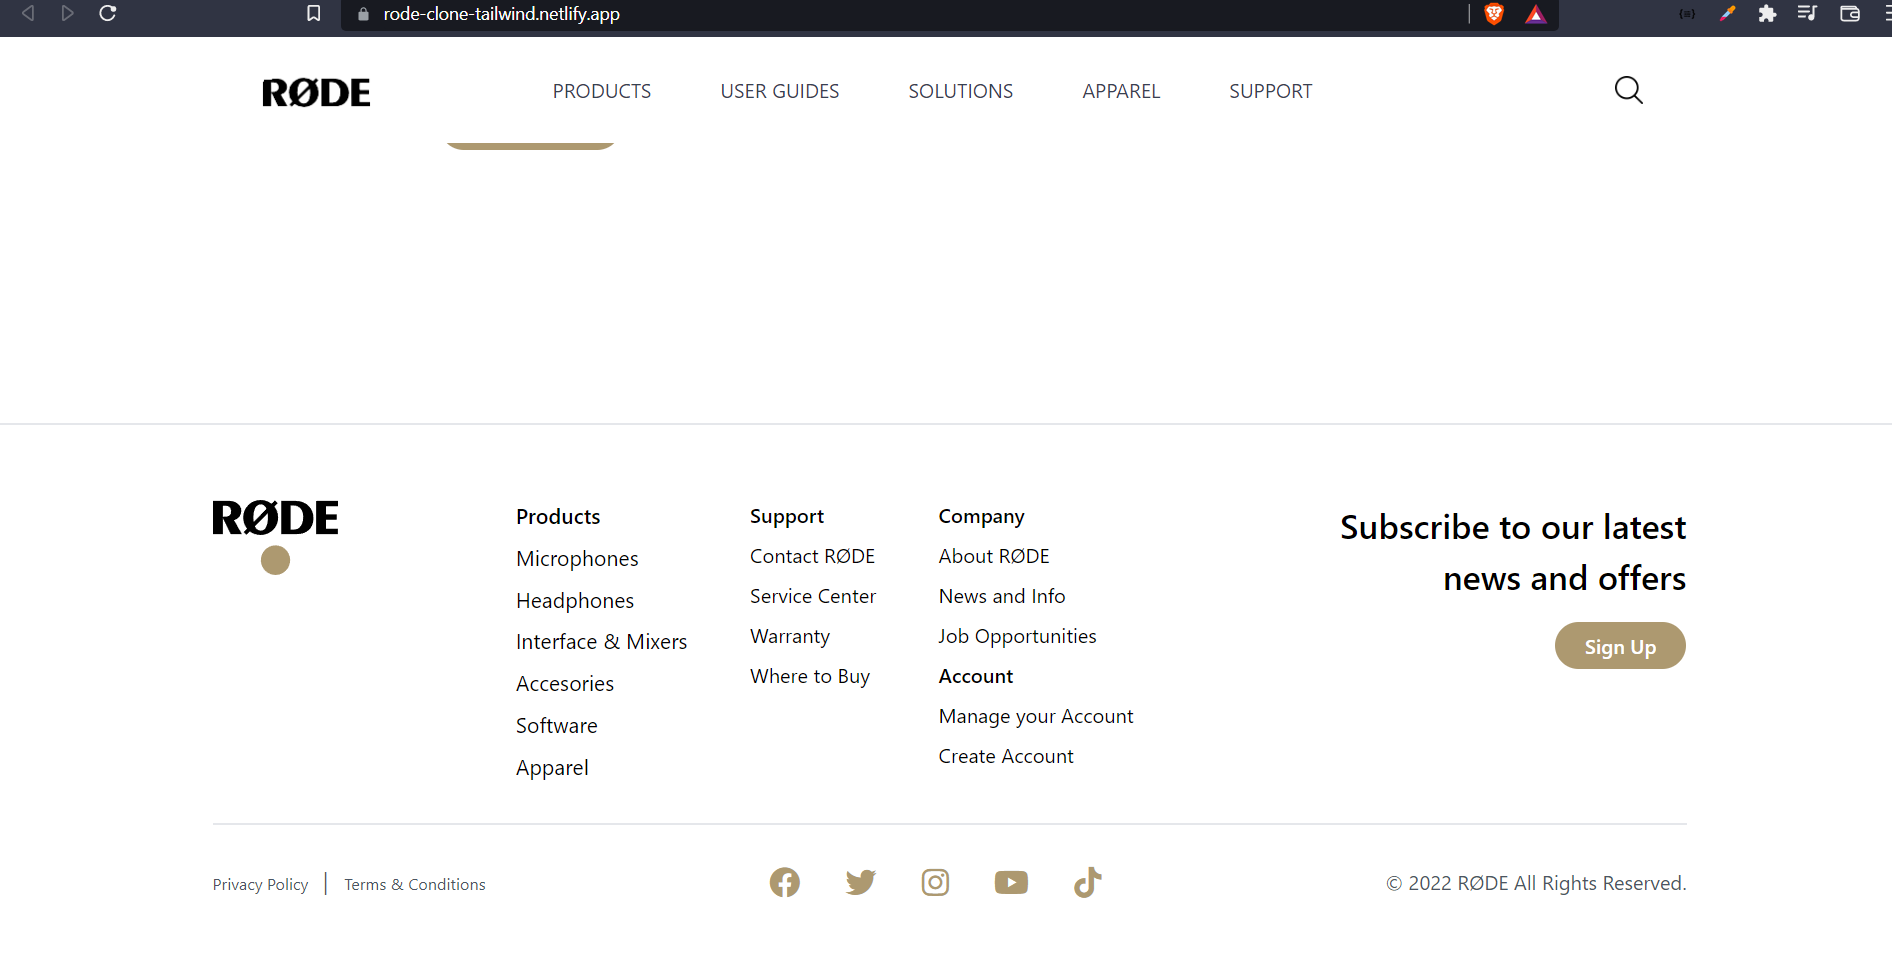 rode-clone-tailwind.netlify.app
RØDE
PRODUCTS
USER GUIDES
SOLUTIONS
APPAREL
SUPPORT
RØDE
Products
Microphones
Headphones
Interface & Mixers
Accesories
Software
Apparel
Support
Contact RØDE
Service Center
Warranty
Where to Buy
Company
About RØDE
News and Info
Job Opportunities
Account
Manage your Account
Create Account
Subscribe to our latest
news and offers
Sign Up
Privacy Policy
Terms & Conditions
© 2022 RØDE All Rights Reserved.